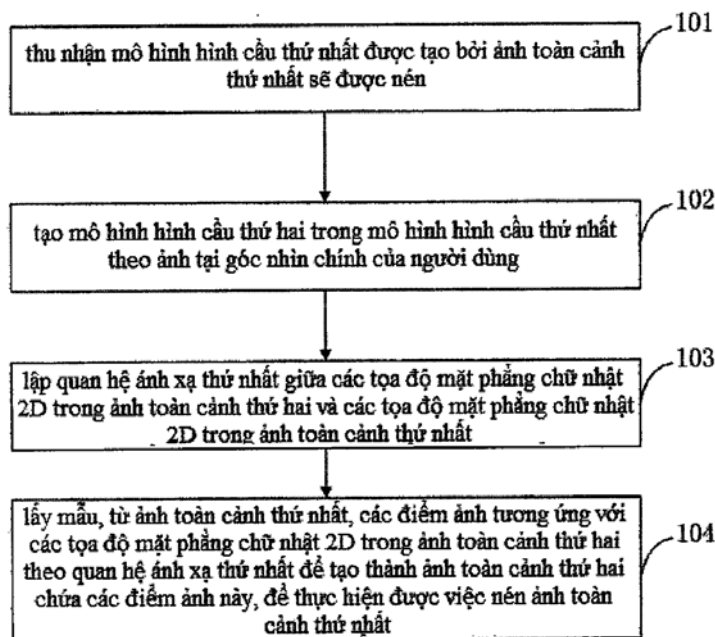 101
thu nhận mô hình hình cầu thứ nhất được tạo bởi ảnh toàn cảnh
thứ nhất sẽ được nén
102
tạo mô hình hình cầu thứ hai trong mô hình hình cầu thứ nhất
theo ảnh tại góc nhìn chính của người dùng
103
lập quan hệ ánh xạ thứ nhất giữa các tọa độ mặt phẳng chữ nhật
2D trong ảnh toàn cảnh thứ hai và các tọa độ mặt phẳng chữ nhật
2D trong ảnh toàn cảnh thứ nhất
104
lấy mẫu, từ ảnh toàn cảnh thứ nhất, các điểm ảnh tương ứng với
các tọa độ mặt phẳng chữ nhật 2D trong ảnh toàn cảnh thứ hai
theo quan hệ ánh xạ thứ nhất để tạo thành ảnh toàn cảnh thứ hai
chứa các điểm ảnh này, để thực hiện được việc nén ảnh toàn
cảnh thứ nhất